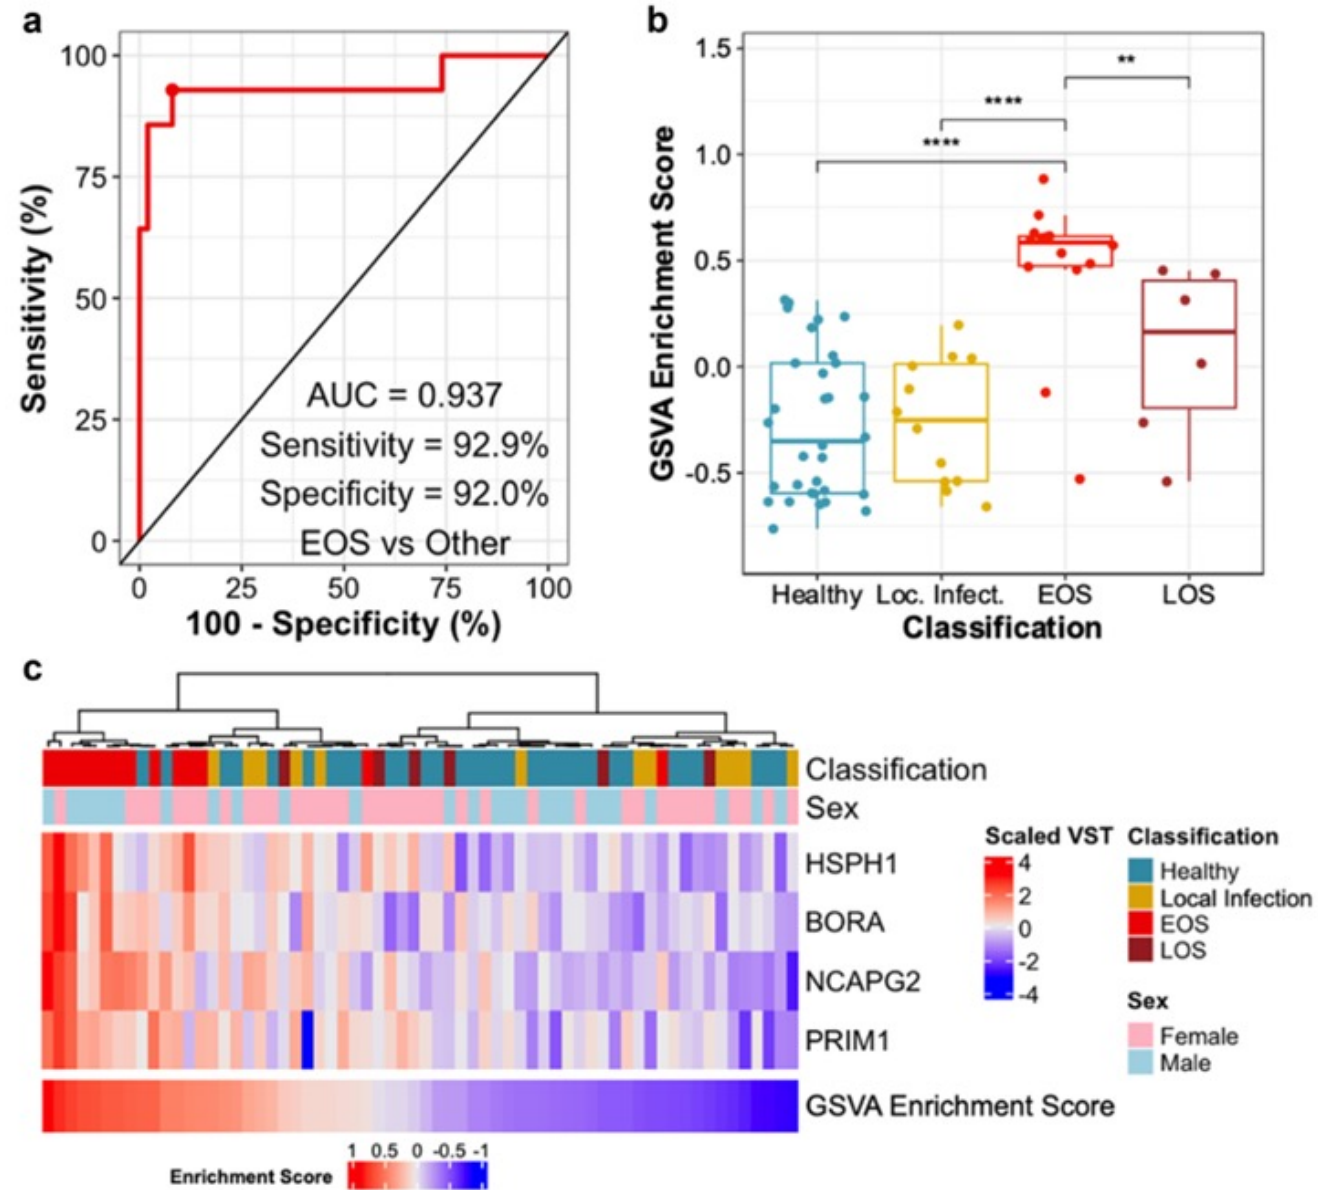 a
Sensitivity (%)
100
75
50
25
0
AUC = 0.937
Sensitivity = 92.9%
Specificity = 92.0%
EOS vs Other
0 25 50 75 100
100 - Specificity (%)
b
GSVA Enrichment Score
1.5
1.0
0.5
0.0
-0.5
**
****
****
Healthy Loc. Infect. EOS LOS
Classification
c
Classification
Sex
HSPH1
BORA
NCAPG2
PRIM1
GSVA Enrichment Score
Scaled VST
4
2
0
-2
-4
Classification
Healthy
Local Infection
EOS
LOS
Sex
Female
Male
1 0.5 0 -0.5 -1
Enrichment Score